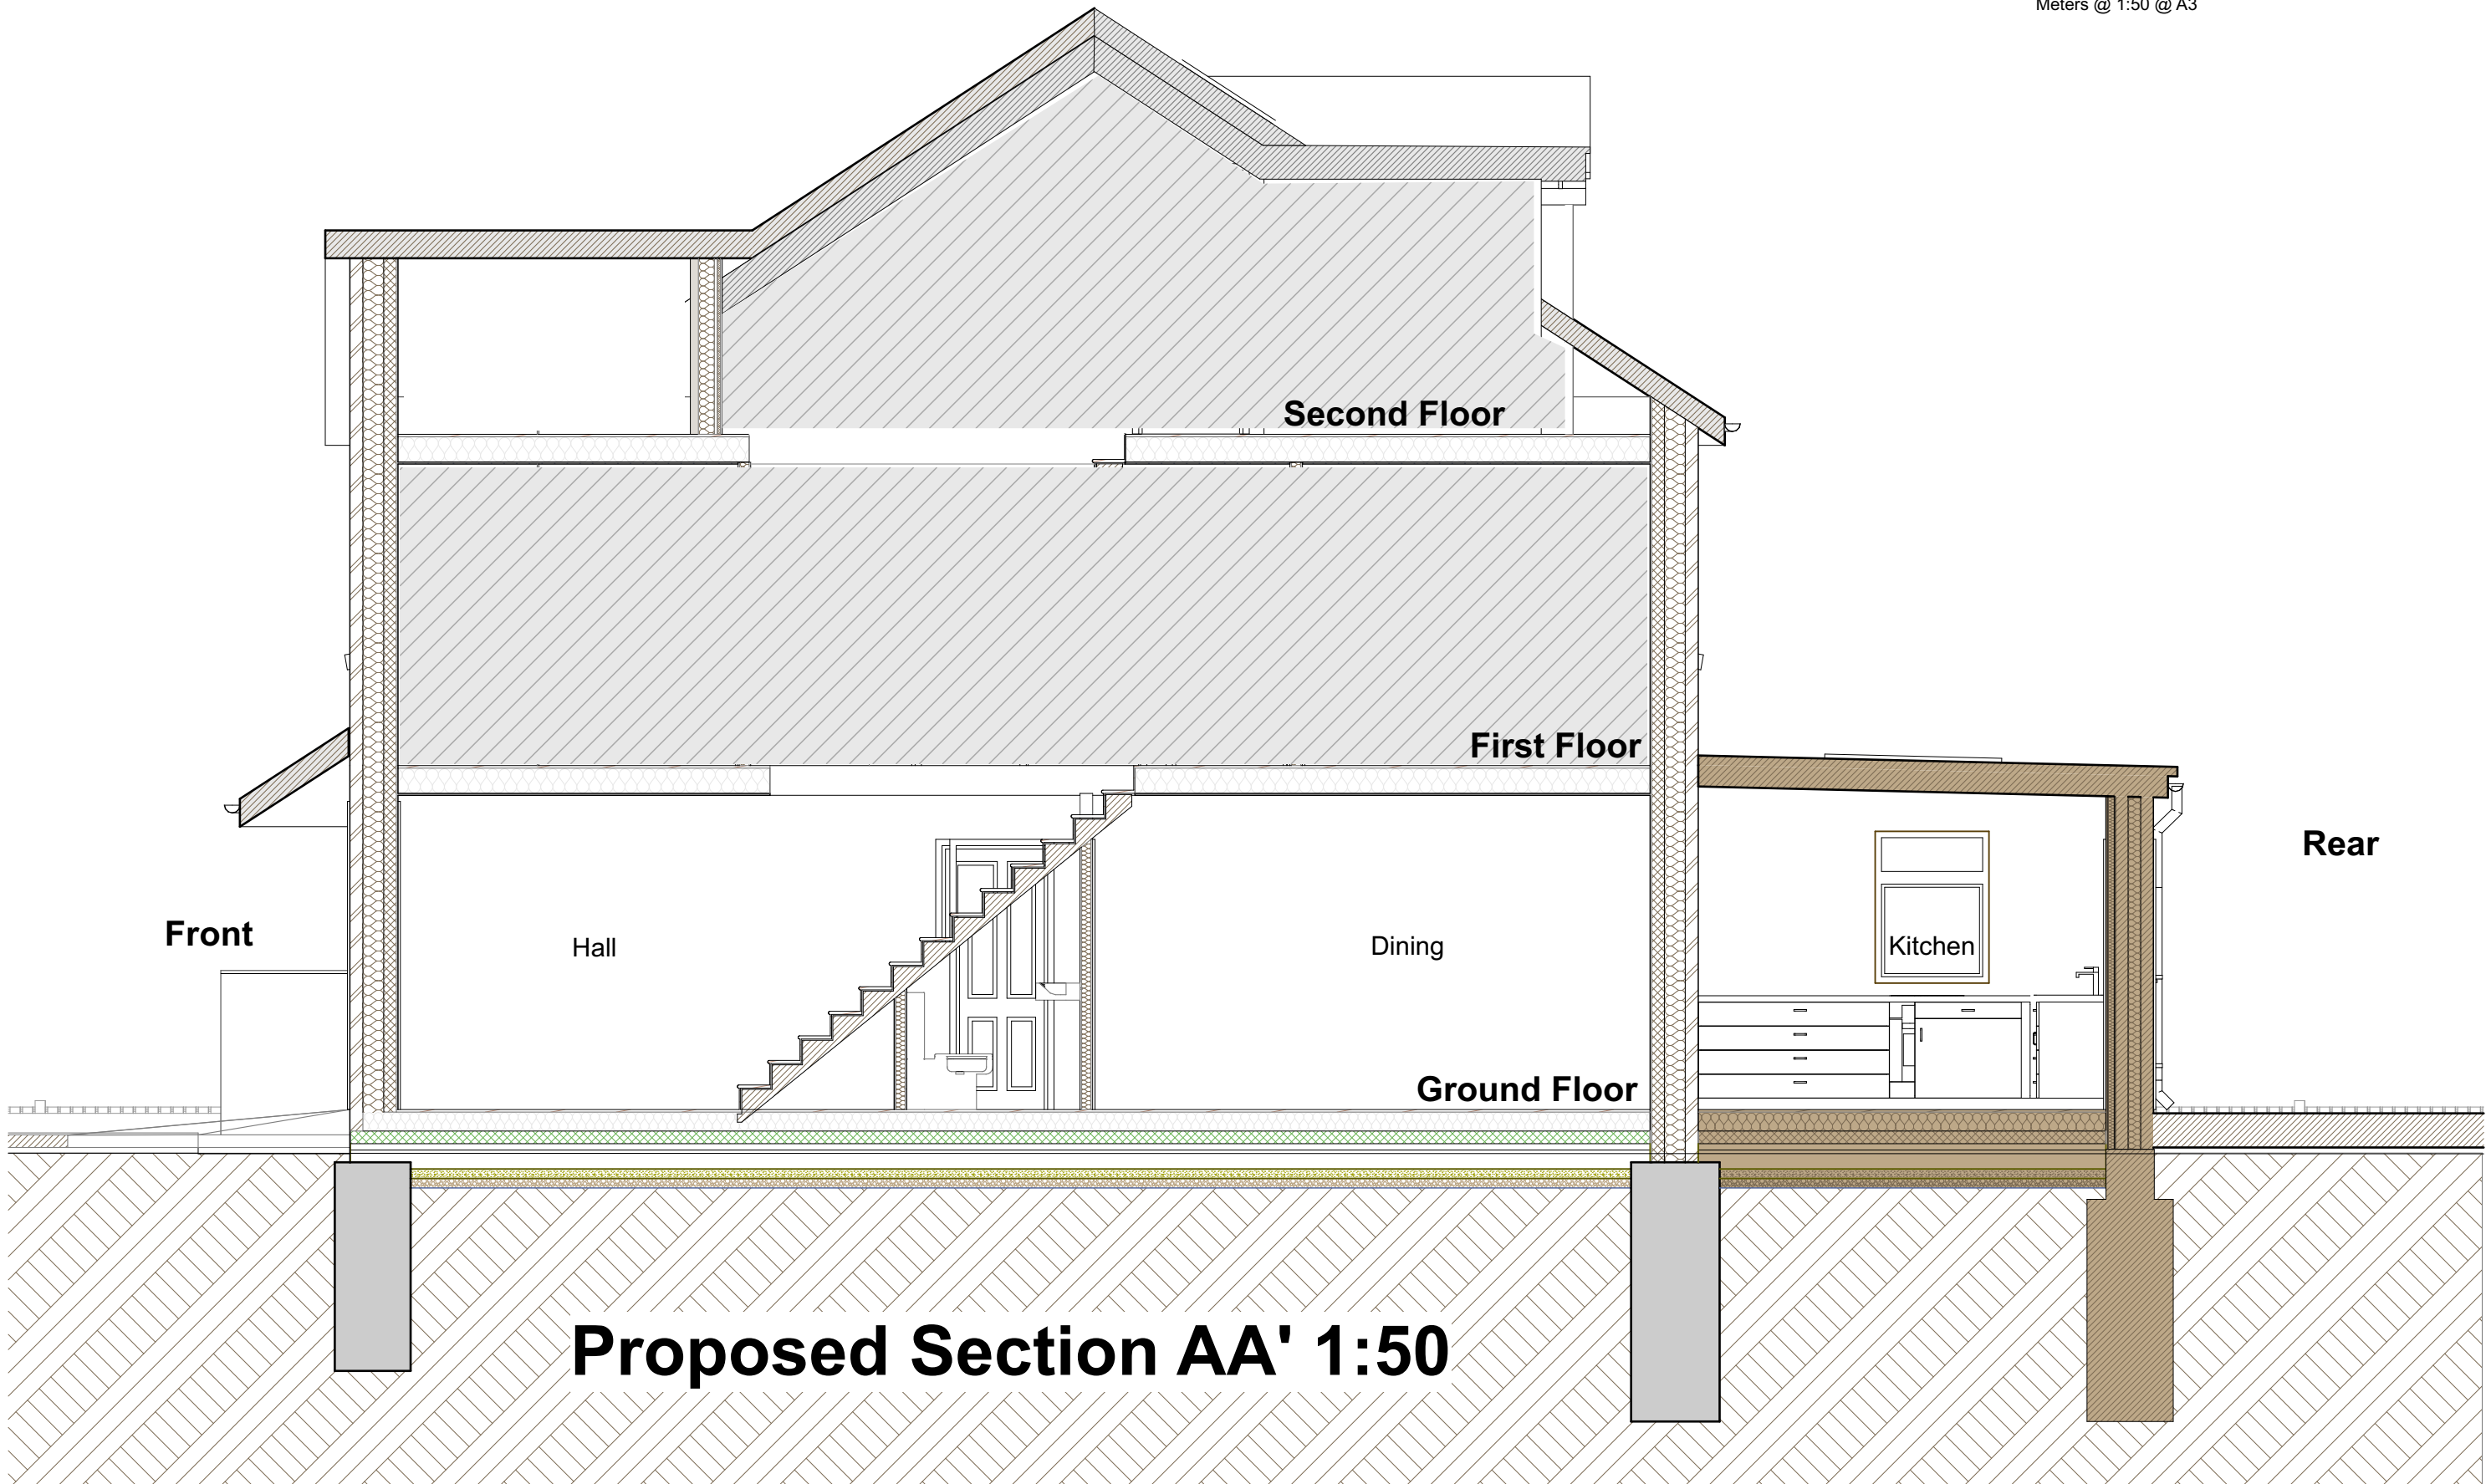 Meters @ 1:50 @ A3
Second Floor
First Floor
Rear
Front
Hall
Dining
Kitchen
Ground Floor
Proposed Section AA' 1:50